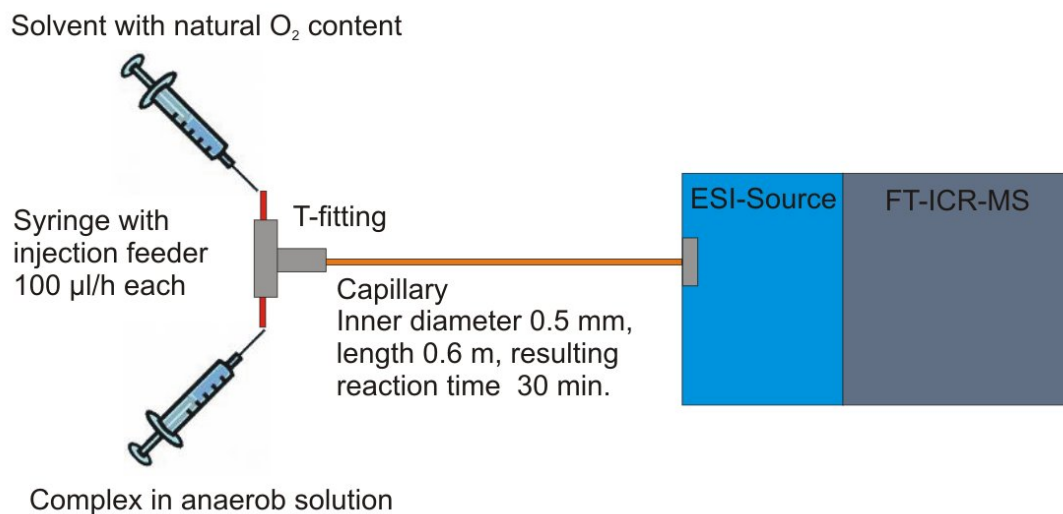 Solvent with natural O₂ content
Syringe with
injection feeder
100 µl/h each
T-fitting
Capillary
Inner diameter 0.5 mm,
length 0.6 m, resulting
reaction time  30 min.
ESI-Source
FT-ICR-MS
Complex in anaerob solution